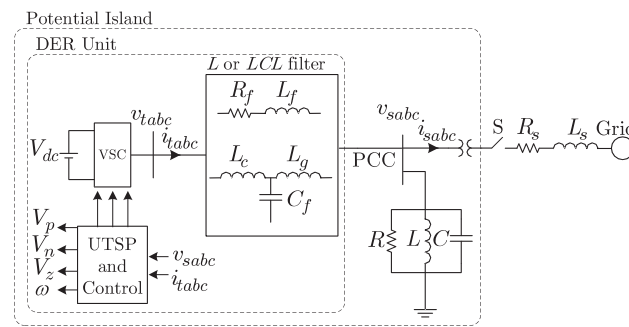 Potential Island
DER Unit
L or LCL filter
R_f L_f
v_tabc
i_tabc
V_dc
VSC
L_c L_g
C_f
v_sabc
i_sabc
PCC
S
R_s
L_s
Grid
R L C
V_p
V_n
V_z
ω
UTSP
and
Control
v_sabc
i_tabc